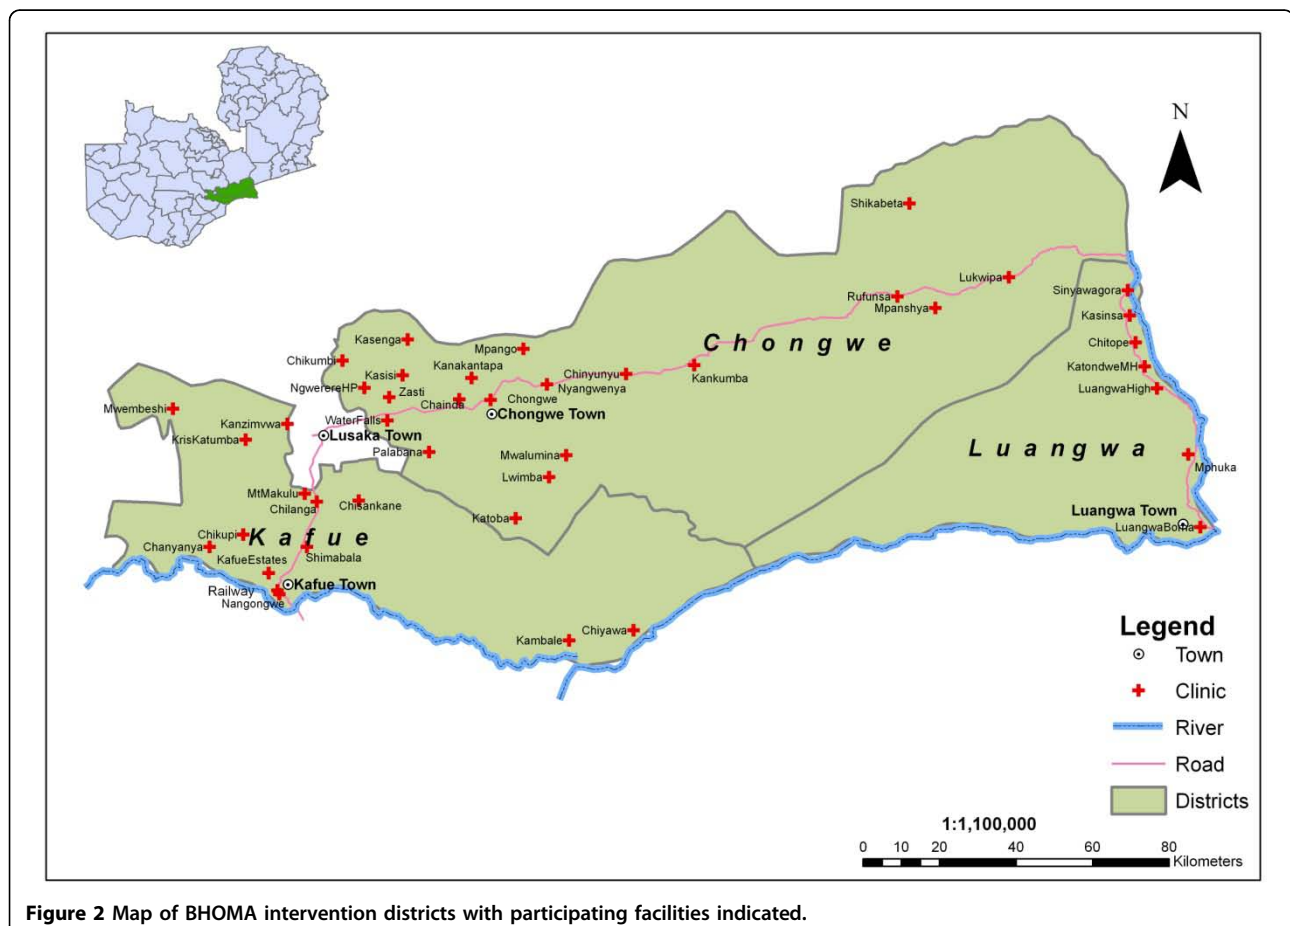 N
Shikabeta
Lukwipa
Sinyawagora
Rufunsa
Mpanshya
Kasinsa
Kasenga
Chongwe
Chitope
Mpango
Chikumbi
Kanakantapa
KatondweMH
Kasisi
Chinyunyu
Kankumba
NgwerereHP
Zasti
Nyangwenya
LuangwaHigh
Chainda
Chongwe
Mwembeshi
Chongwe Town
Kanzimvwa
WaterFalls
KrisKatumba
Lusaka Town
Luangwa
Palabana
Mwalumina
Mphuka
Lwimba
MtMakulu
Chilanga
Chisankane
Luangwa Town
Katoba
LuangwaBoma
Chikupi
Kafue
Chanyanya
Shimabala
KafueEstates
Kafue Town
Railway
Nangongwe
Chiyawa
Kambale
Legend
Town
Clinic
River
Road
Districts
1:1,100,000
0 10 20 40 60 80
Kilometers
Figure 2 Map of BHOMA intervention districts with participating facilities indicated.